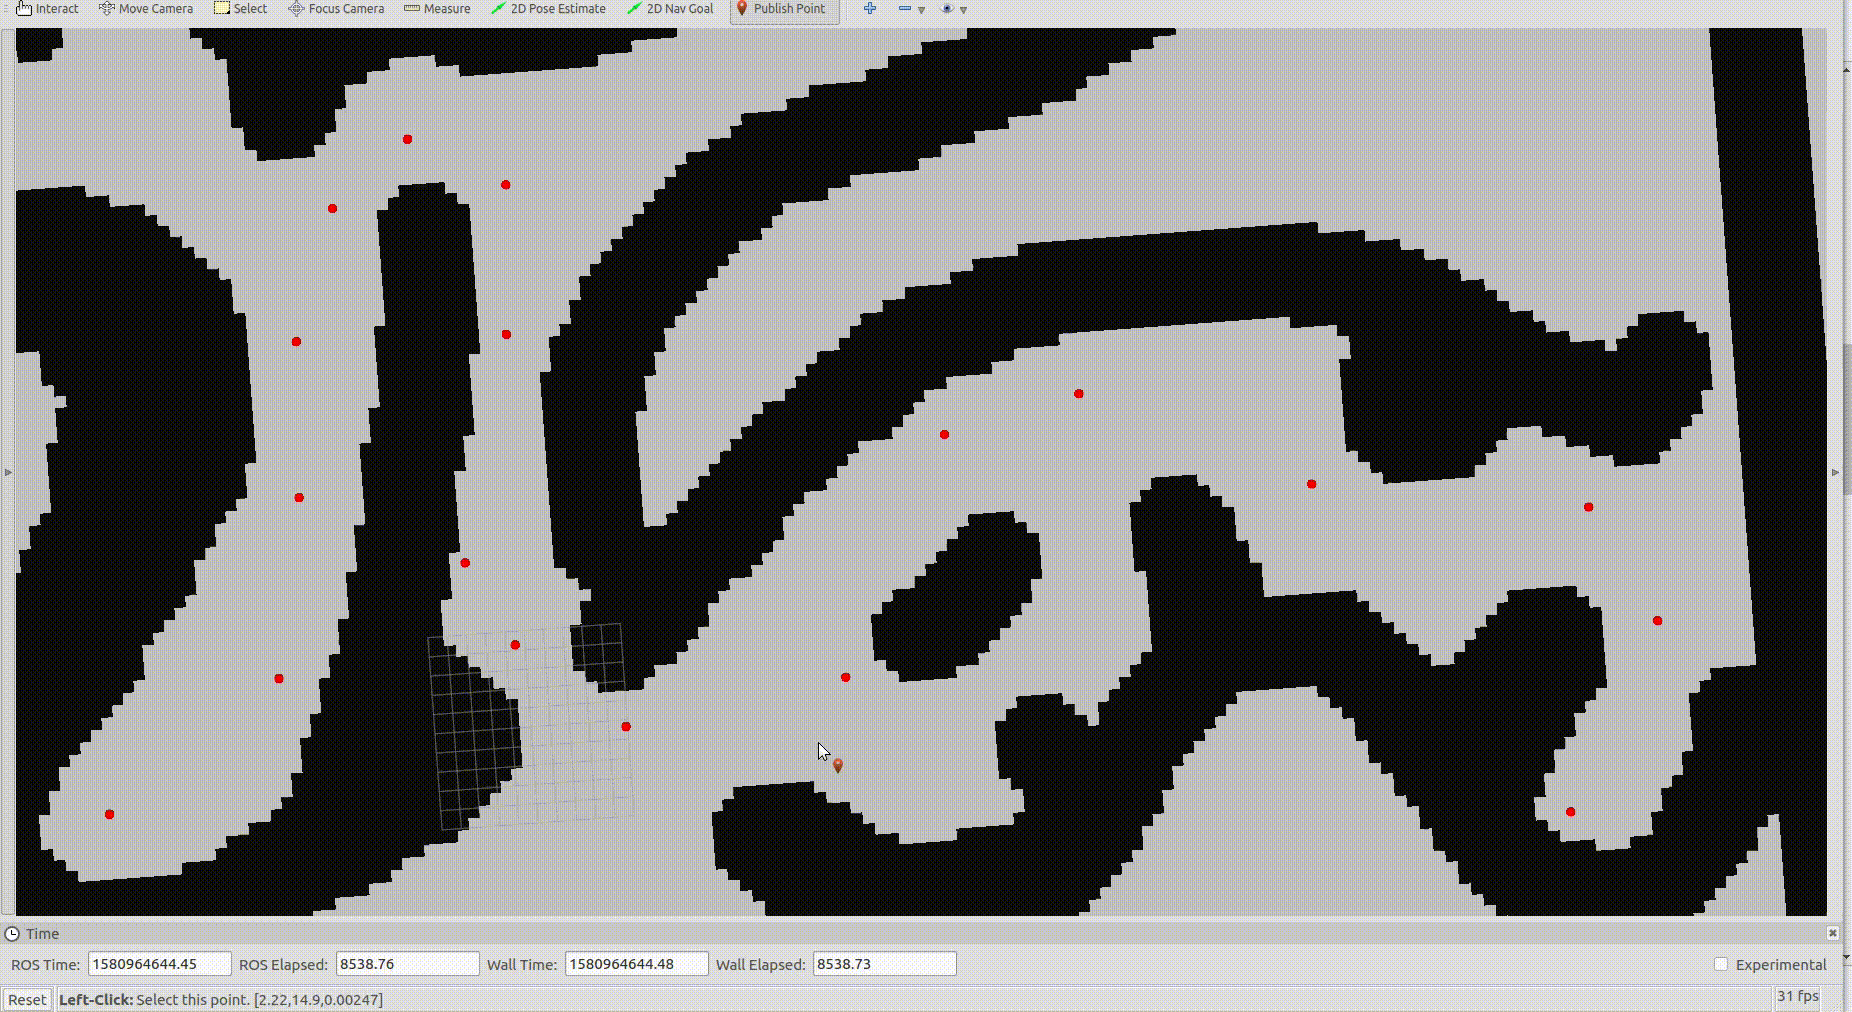 Interact Move Camera Select Focus Camera Measure 2D Pose Estimate 2D Nav Goal Publish Point
Time
ROS Time: 1580964644.45 ROS Elapsed: 8538.76 Wall Time: 1580964644.48 Wall Elapsed: 8538.73 Experimental
Reset Left-Click: Select this point. [2.22,14.9,0.00247] 31 fps